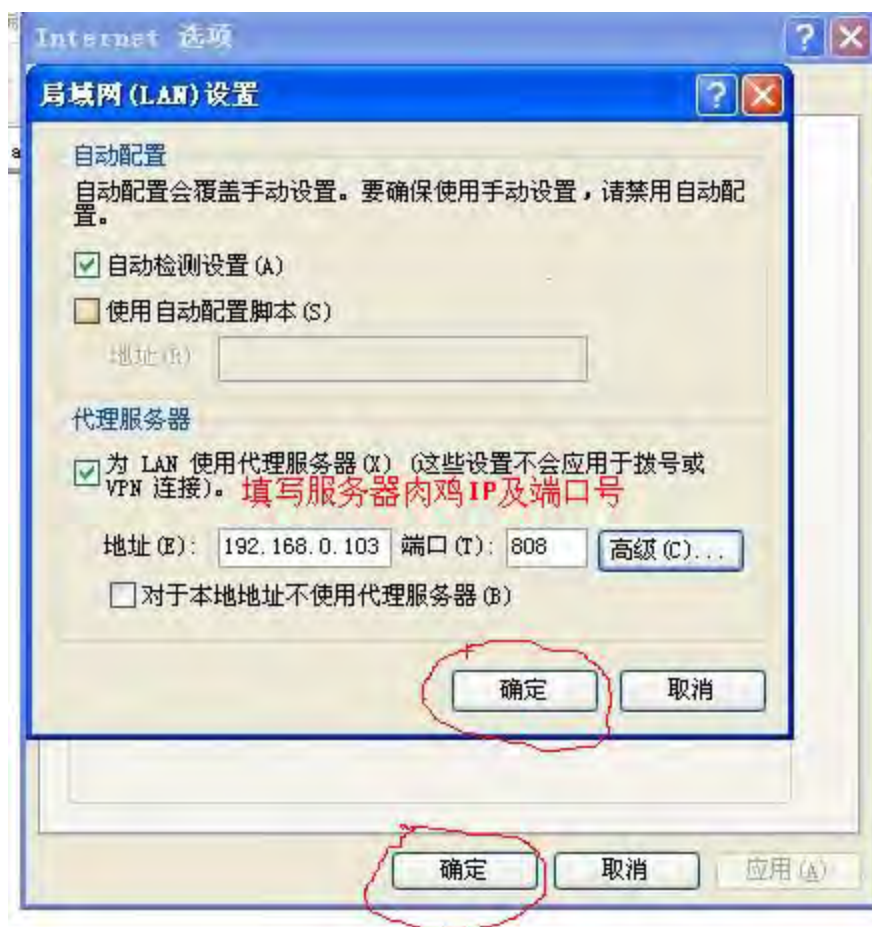 Internet 选项
局域网(LAN)设置
自动配置
自动配置会覆盖手动设置。要确保使用手动设置,请禁用自动配
置。
自动检测设置(A)
使用自动配置脚本(S)
地址(R)
代理服务器
为 LAN 使用代理服务器(X) (这些设置不会应用于拨号或
VPN 连接)。 填写服务器肉鸡IP及端口号
地址(E): 192.168.0.103 端口(T): 808 高级(C)...
对于本地地址不使用代理服务器(B)
确定 取消
确定 取消 应用(A)